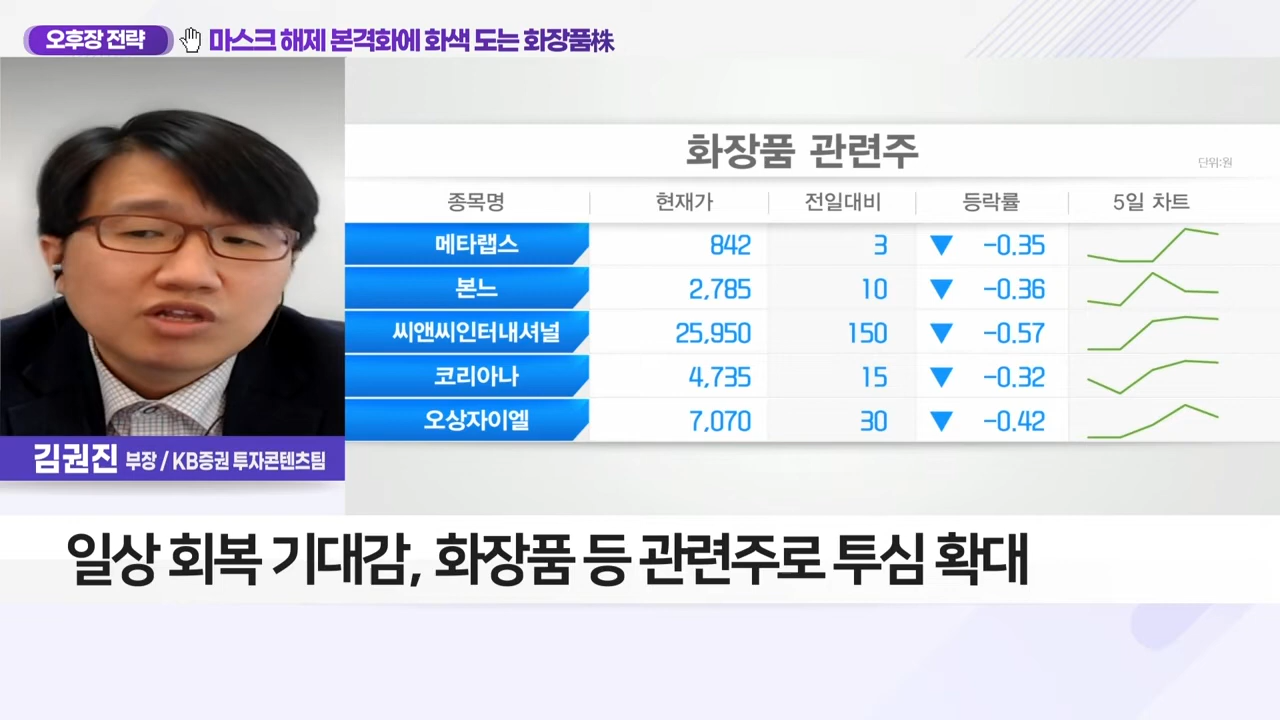 오후장 전략 마스크 해제 본격화에 화색 도는 화장품株
화장품 관련주
단위:원
종목명 현재가 전일대비 등락률 5일 차트
메타랩스 842 3 ▼ -0.35
본느 2,785 10 ▼ -0.36
씨앤씨인터내셔널 25,950 150 ▼ -0.57
코리아나 4,735 15 ▼ -0.32
오상자이엘 7,070 30 ▼ -0.42
김권진 부장 / KB증권 투자콘텐츠팀
일상 회복 기대감, 화장품 등 관련주로 투심 확대